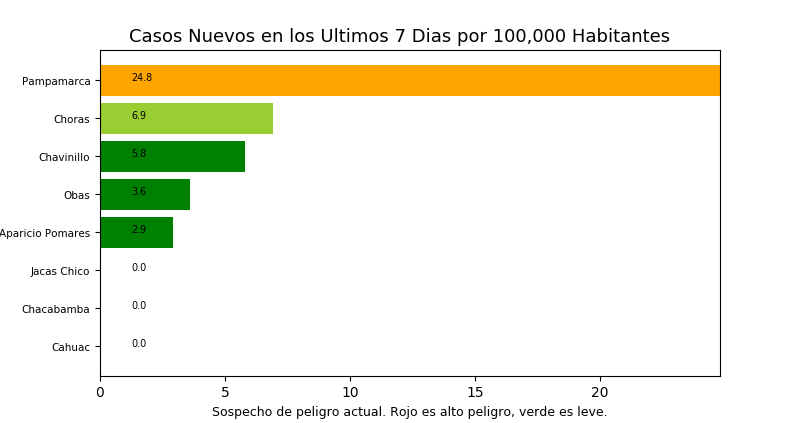 Casos Nuevos en los Ultimos 7 Dias por 100,000 Habitantes
Pampamarca 24.8
Choras 6.9
Chavinillo 5.8
Obas 3.6
Aparicio Pomares 2.9
Jacas Chico 0.0
Chacabamba 0.0
Cahuac 0.0
0 5 10 15 20
Sospecho de peligro actual. Rojo es alto peligro, verde es leve.